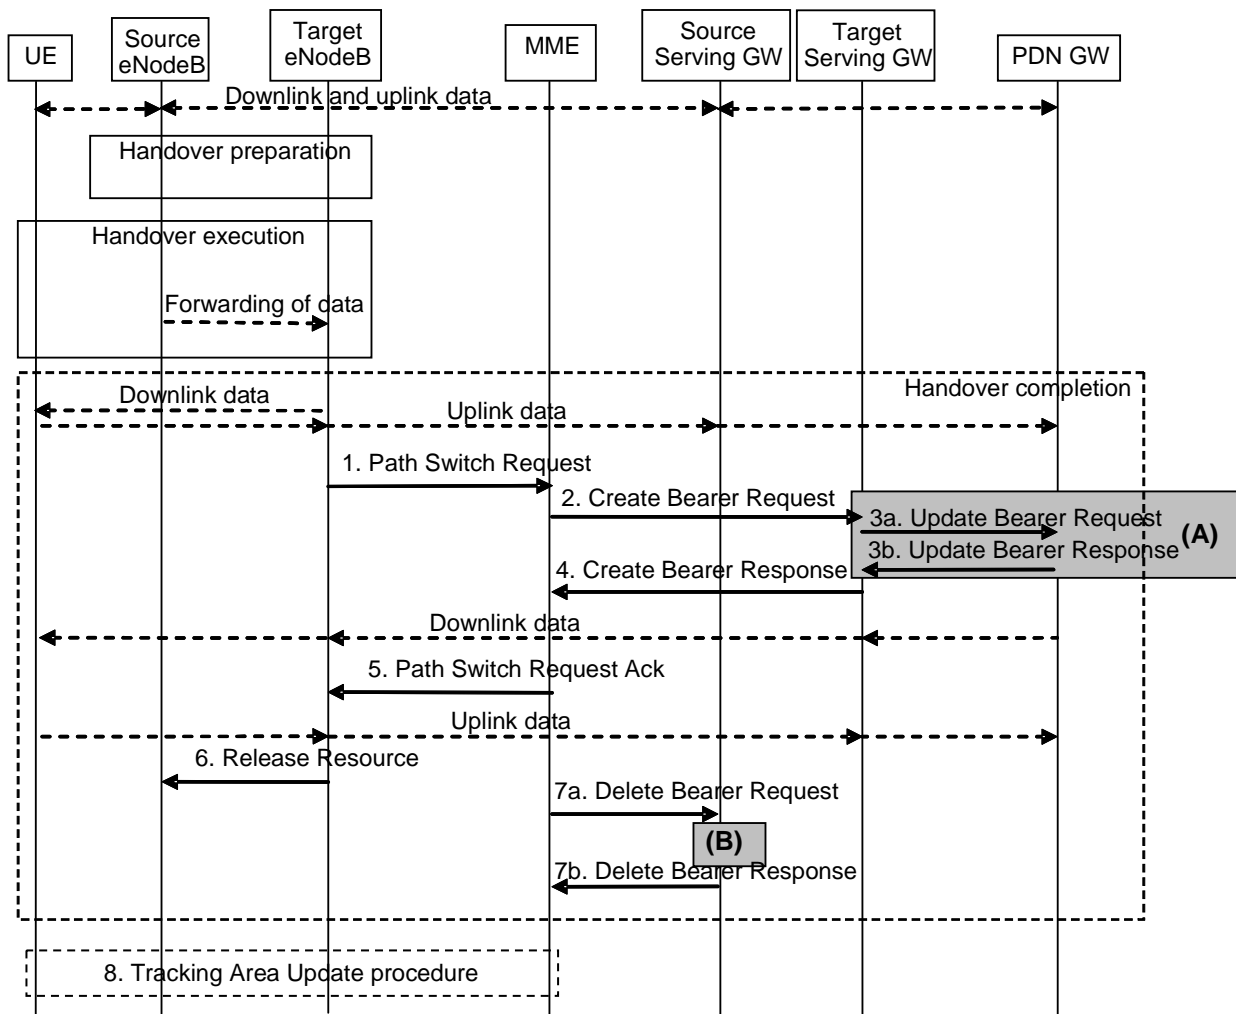 UE
Source
eNodeB
Target
eNodeB
MME
Source
Serving GW
Target
Serving GW
PDN GW
Downlink and uplink data
Handover preparation
Handover execution
Forwarding of data
Handover completion
Downlink data
Uplink data
1. Path Switch Request
2. Create Bearer Request
3a. Update Bearer Request
(A)
3b. Update Bearer Response
4. Create Bearer Response
Downlink data
5. Path Switch Request Ack
Uplink data
6. Release Resource
7a. Delete Bearer Request
(B)
7b. Delete Bearer Response
8. Tracking Area Update procedure